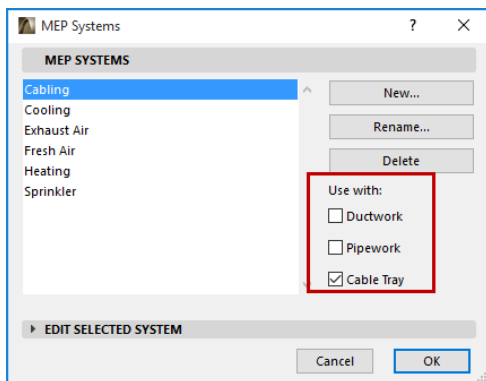 MEP Systems
?
MEP SYSTEMS
Cabling
Cooling
Exhaust Air
Fresh Air
Heating
Sprinkler
New...
Rename...
Delete
Use with:
Ductwork
Pipework
Cable Tray
EDIT SELECTED SYSTEM
Cancel
OK